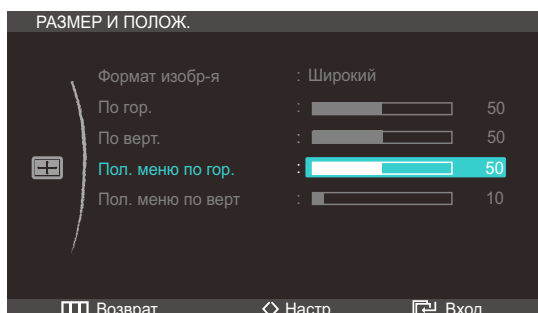 РАЗМЕР И ПОЛОЖ.
Формат изобр-я : Широкий
По гор. : 50
По верт. : 50
Пол. меню по гор. : 50
Пол. меню по верт : 10
Возврат Настр. Вход